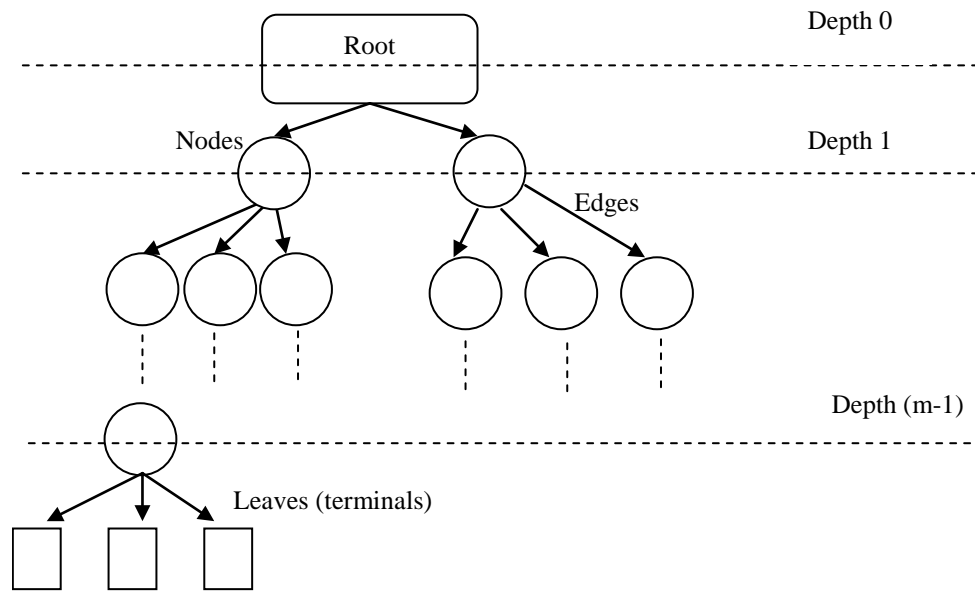 Depth 0
Root
Nodes
Depth 1
Edges
Depth (m-1)
Leaves (terminals)